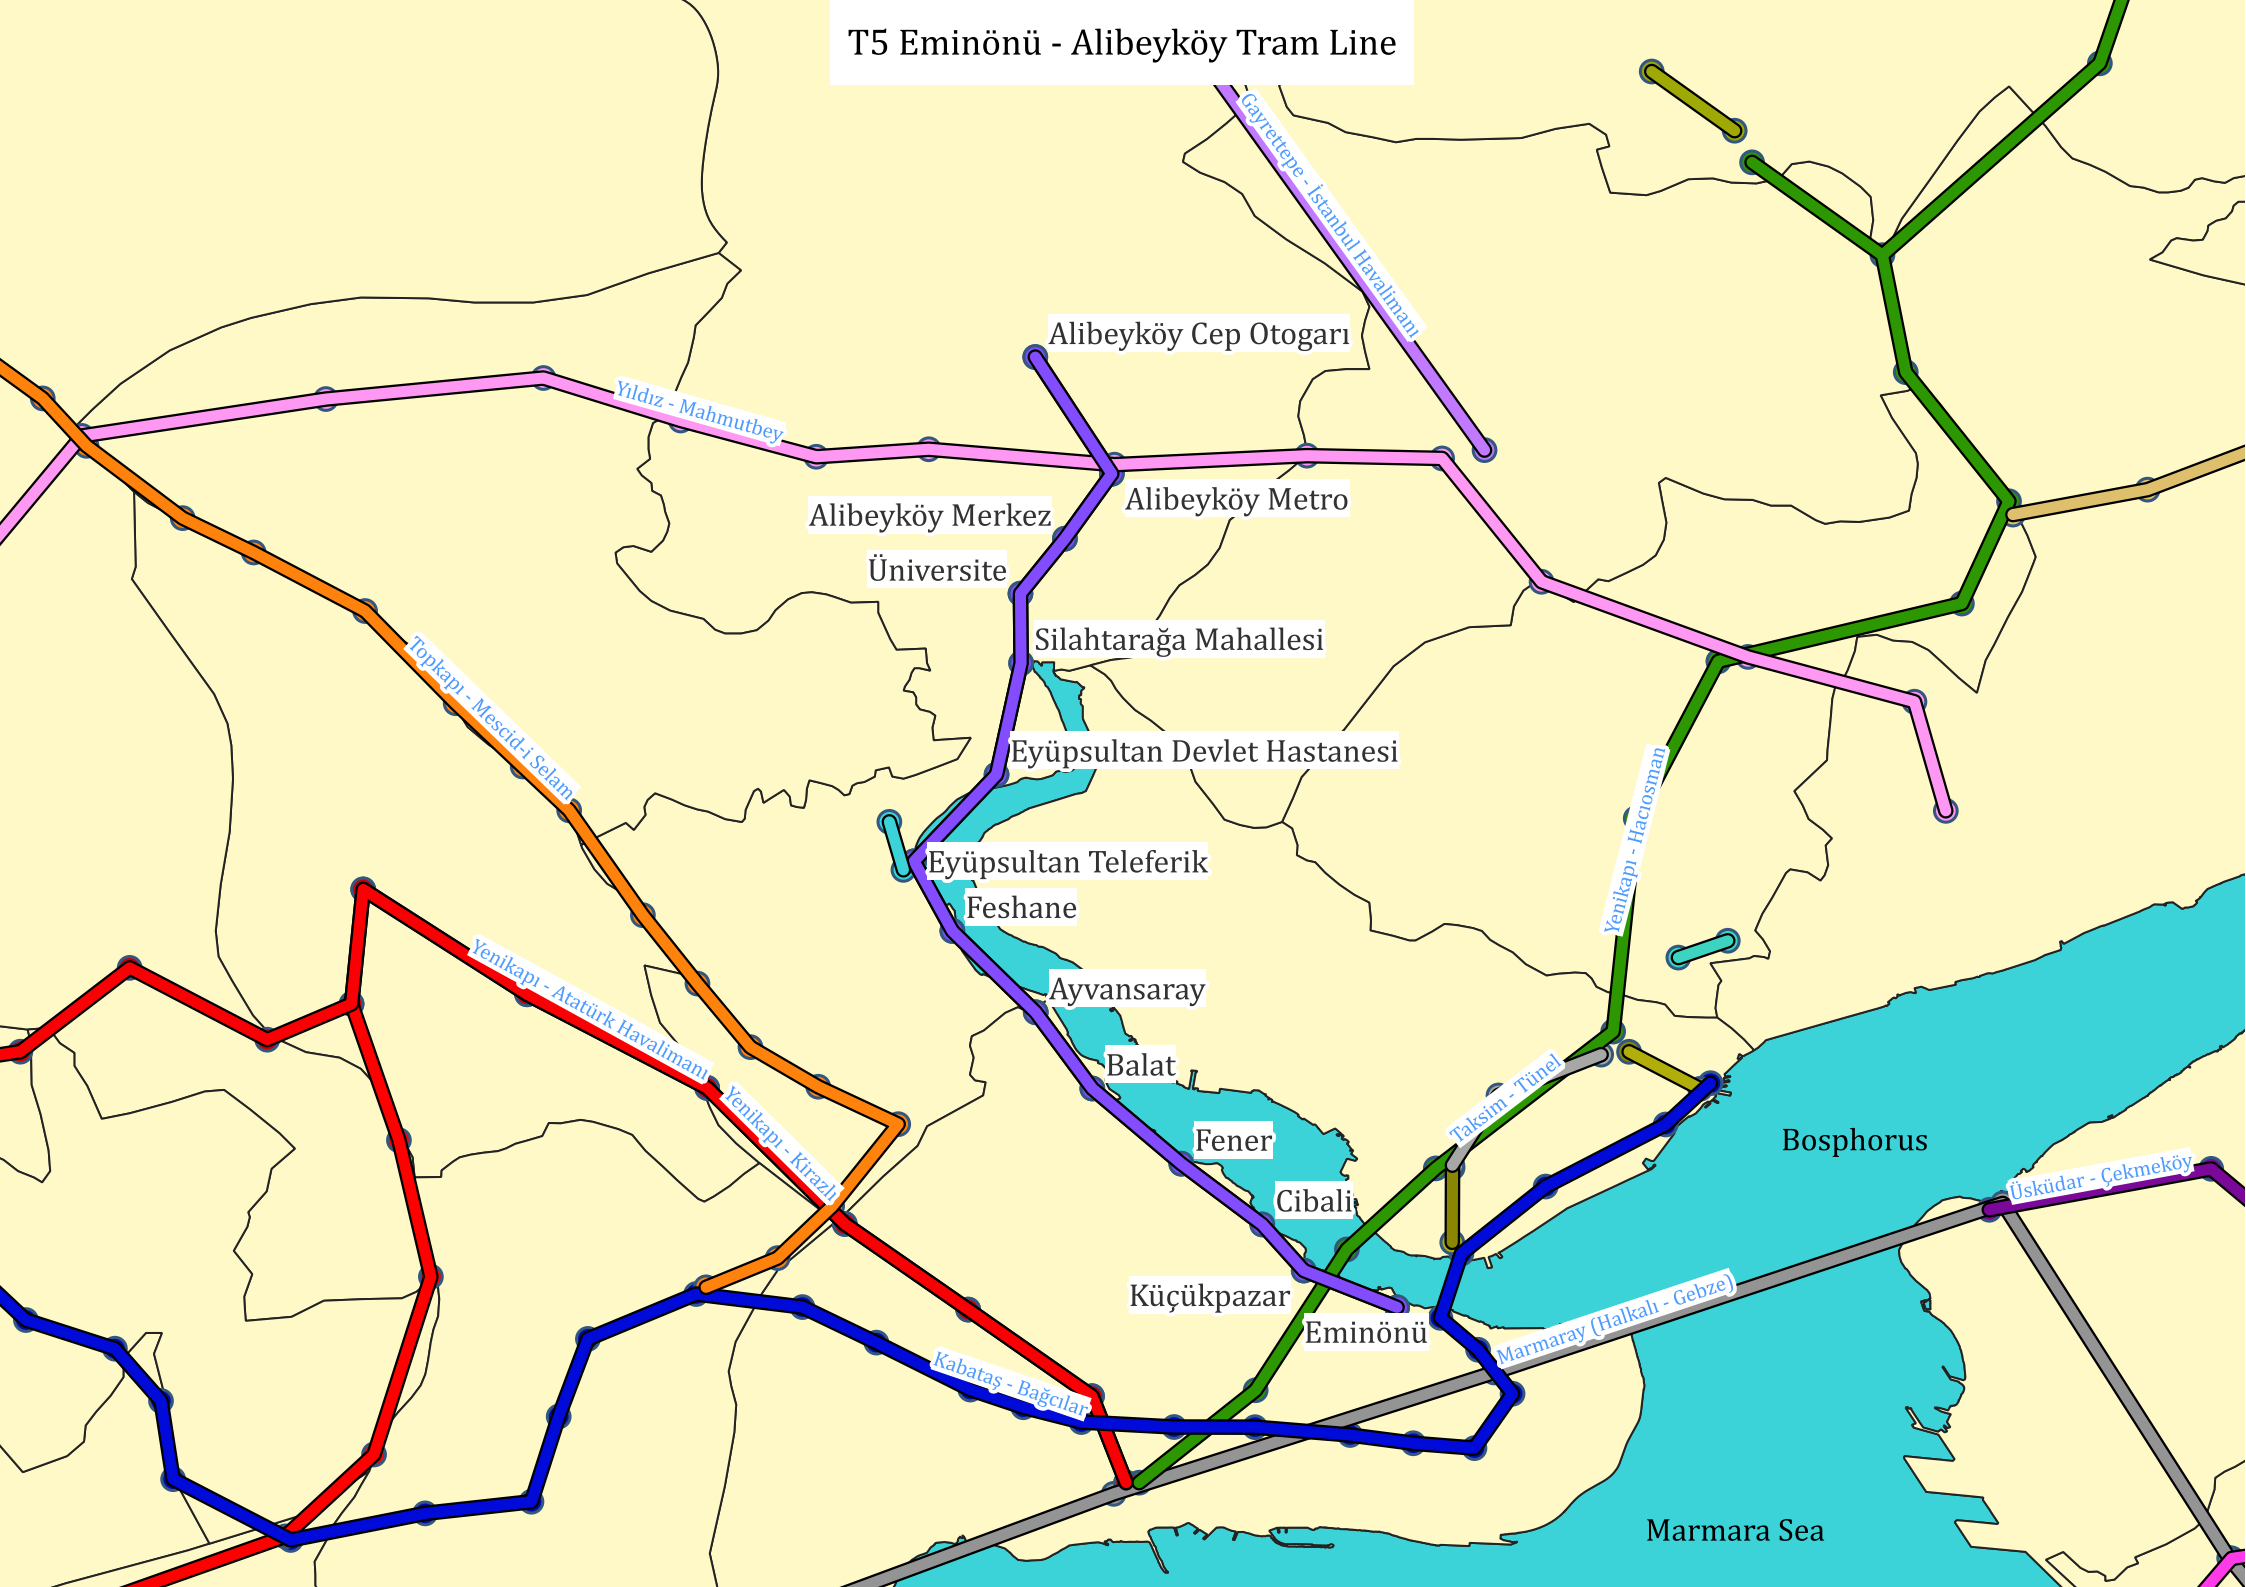 T5 Eminönü - Alibeyköy Tram Line
Gayrettepe - İstanbul Havalimanı
Alibeyköy Cep Otogarı
Yıldız - Mahmutbey
Alibeyköy Metro
Alibeyköy Merkez
Üniversite
Silahtarağa Mahallesi
Topkapı - Mescid-i Selam
Eyüpsultan Devlet Hastanesi
Yenikapı - Hacıosman
Eyüpsultan Teleferik
Feshane
Yenikapı - Atatürk Havalimanı
Ayvansaray
Balat
Taksim - Tünel
Yenikapı - Kirazlı
Fener
Bosphorus
Üsküdar - Çekmeköy
Cibali
Küçükpazar
Eminönü
Marmaray (Halkalı - Gebze)
Kabataş - Bağcılar
Marmara Sea